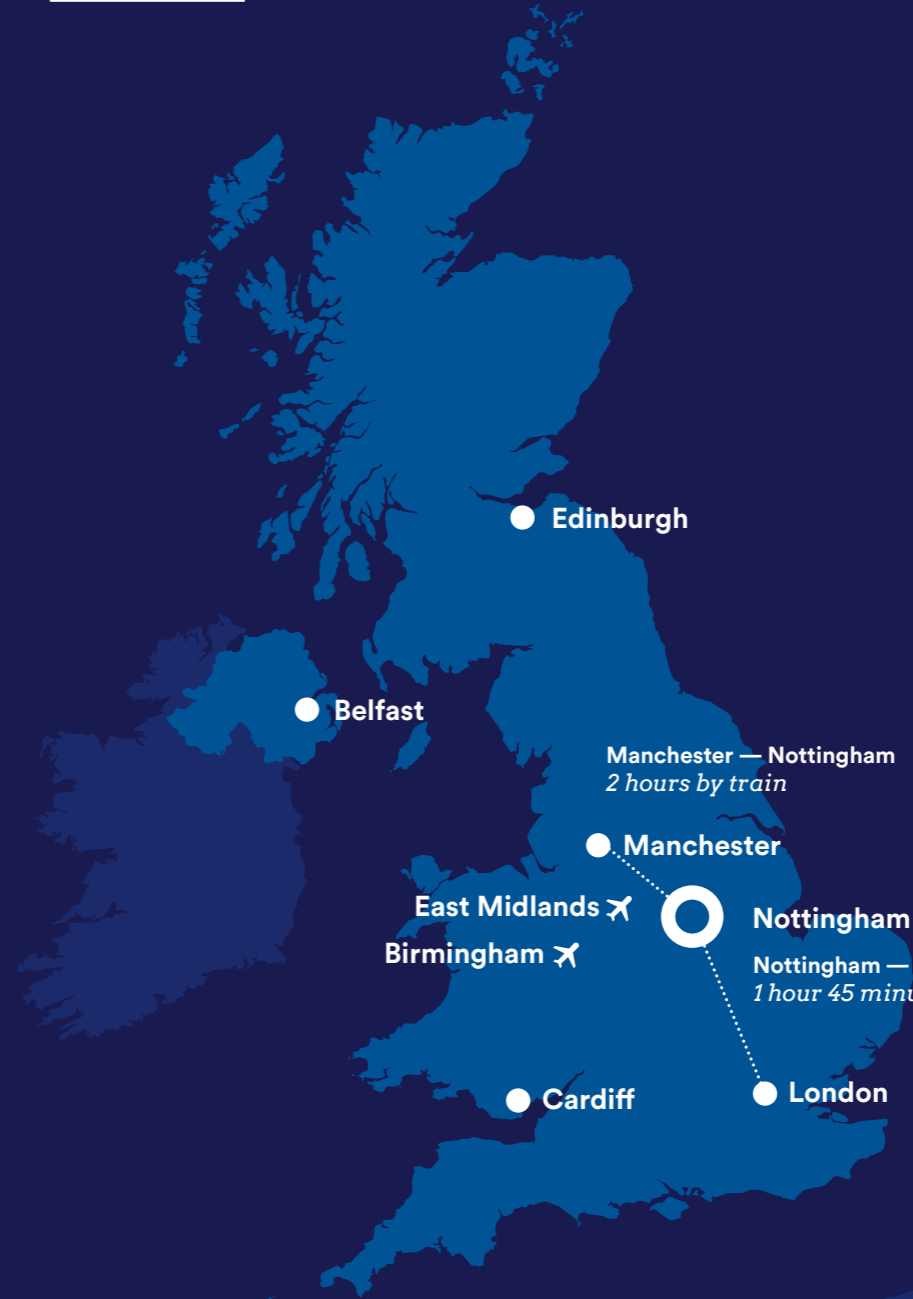 Edinburgh
Belfast
Manchester — Nottingham
2 hours by train
Manchester
East Midlands
Nottingham
Birmingham
Nottingham —
1 hour 45
London
Cardiff